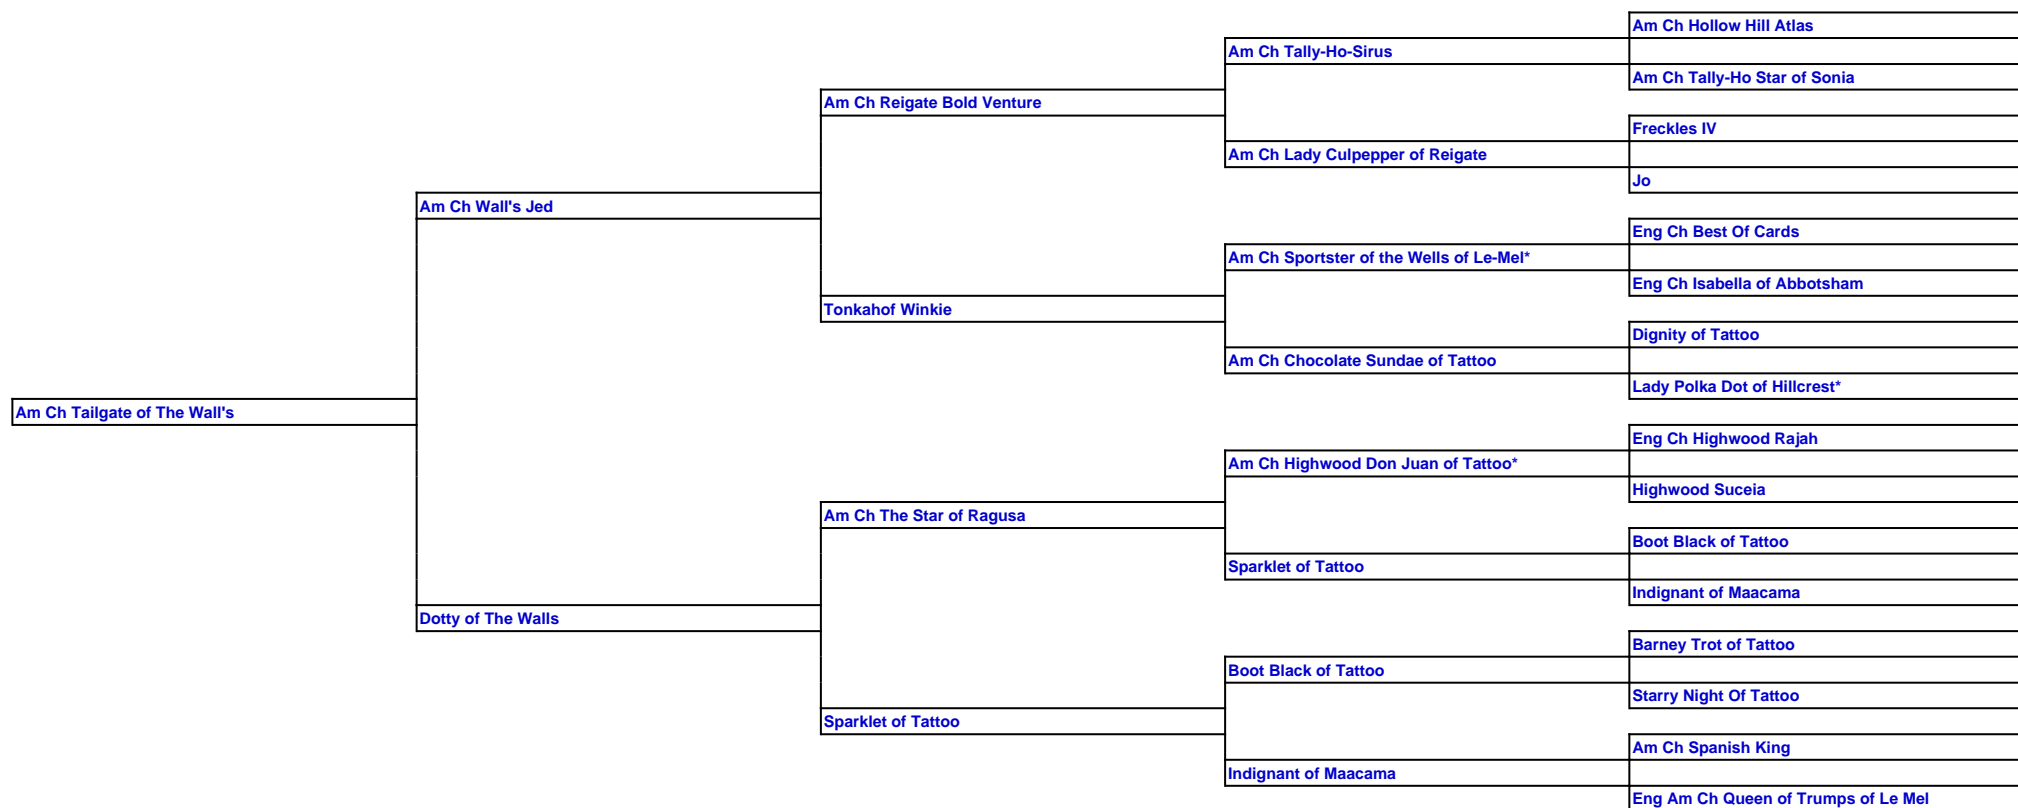 Am Ch Hollow Hill Atlas
Am Ch Tally-Ho-Sirus
Am Ch Tally-Ho Star of Sonia
Am Ch Reigate Bold Venture
Freckles IV
Am Ch Lady Culpepper of Reigate
Jo
Am Ch Wall's Jed
Eng Ch Best Of Cards
Am Ch Sportster of the Wells of Le-Mel*
Eng Ch Isabella of Abbotsham
Tonkahof Winkie
Dignity of Tattoo
Am Ch Chocolate Sundae of Tattoo
Lady Polka Dot of Hillcrest*
Am Ch Tailgate of The Wall's
Eng Ch Highwood Rajah
Am Ch Highwood Don Juan of Tattoo*
Highwood Suceia
Am Ch The Star of Ragusa
Boot Black of Tattoo
Sparklet of Tattoo
Indignant of Maacama
Dotty of The Walls
Barney Trot of Tattoo
Boot Black of Tattoo
Starry Night Of Tattoo
Sparklet of Tattoo
Am Ch Spanish King
Indignant of Maacama
Eng Am Ch Queen of Trumps of Le Mel